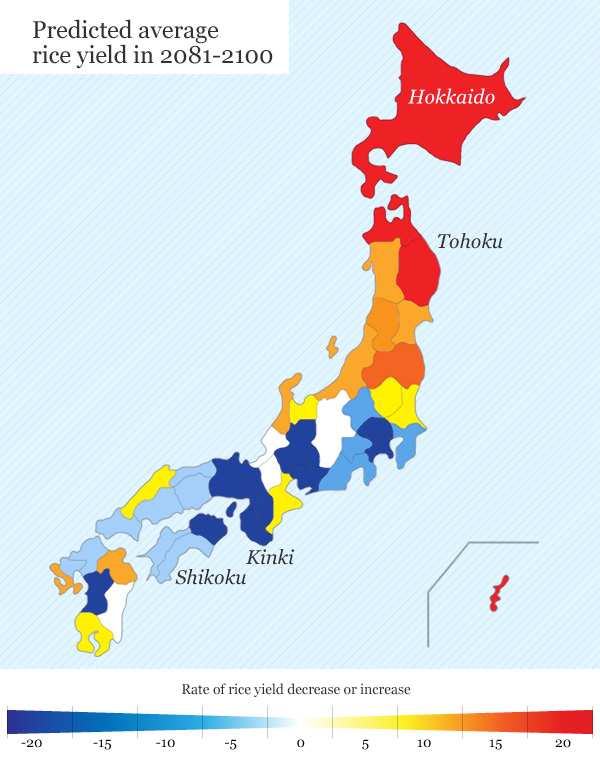 Predicted average
rice yield in 2081-2100
Hokkaido
Tohoku
Kinki
Shikoku
Rate of rice yield decrease or increase
-20 -15 -10 -5 0 5 10 15 20